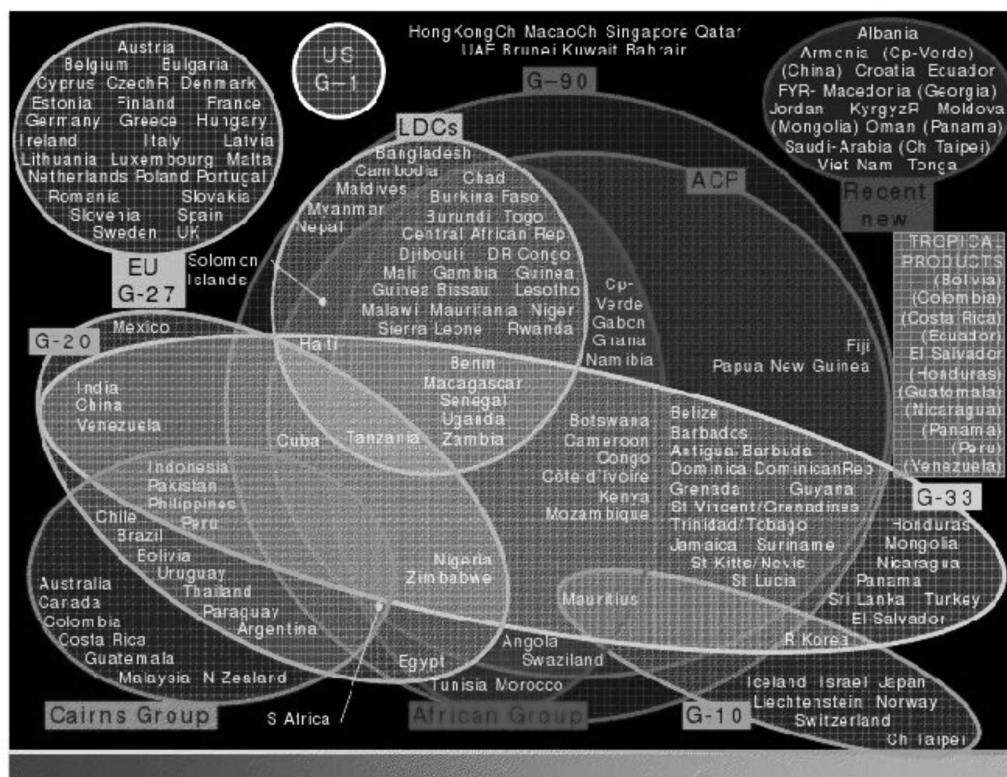 US
G-1
HongKongCh MacaoCh Singapore Qatar
UAE Brunei Kuwait Bahrair
G-90
Austria
Belgium Bulgaria
Cyprus CzechR Denmark
Estonia Finland France
Germany Greece Hungary
Ireland Italy Latvia
Lithuania Luxembourg Malta
Netherlands Poland Portugal
Romania Slovakia
Slovenia Spain
Sweden UK
EU
G-27
Albania
Armenia (Cp-Verdo)
(China) Croatia Ecuador
FYR- Macedoria (Georgia)
Jordan KyrgyzR Moldova
(Mongolia) Oman (Panama)
Saudi-Arabia (Ch Taipei)
Viet Nam Tonga
Recent
new
LDCs
Bangladesh
Cambodia
Maldives
Myanmar
Nepal
Chad
Burkina Faso
Burundi Togo
Central African Rep
Djibouti DR Congo
Mali Gambia Guinea
Guinea Bissau Lesotho
Malawi Mauritania Niger
Sierra Leone Rwanda
Solomon
Islands
Haiti
Benin
Macagascar
Senegal
Uganda
Zambia
Tanzania
Cuba
ACP
Cp-
Verde
Gabon
Ghana
Namibia
Fiji
Papua New Guinea
TROPICAL
PRODUCTS
(Bolivia)
(Colombia)
(Costa Rica)
(Ecuador)
El Salvador
(Honduras)
(Guatemala)
(Nicaragua)
(Panama)
(Peru)
(Venezuela)
G-20
Mexico
India
China
Venezuela
Indonesia
Pakistan
Philippines
Peru
Chile
Brazil
Bolivia
Uruguay
Thailand
Paraguay
Argentina
Australia
Canada
Colombia
Costa Rica
Guatemala
Malaysia N Zealand
Cairns Group
S Africa
Nigeria
Zimbabwe
Egypt
Tunisia Morocco
Angola
Swaziland
African Group
Botswana
Cameroon
Congo
Côte d'Ivoire
Kenya
Mozambique
Mauritius
Belize
Barbados
Antigua/Barbuda
Dominica DominicanRep
Grenada Guyana
St Vincent/Grenadines
Trinidad/Tobago
Jamaica Suriname
St Kitts/Nevis
St Lucia
G-33
Honduras
Mongolia
Nicaragua
Panama
Sri Lanka Turkey
El Salvador
R Korea
G-10
Iceland Israel Japan
Liechtenstein Norway
Switzerland
Ch Taipei